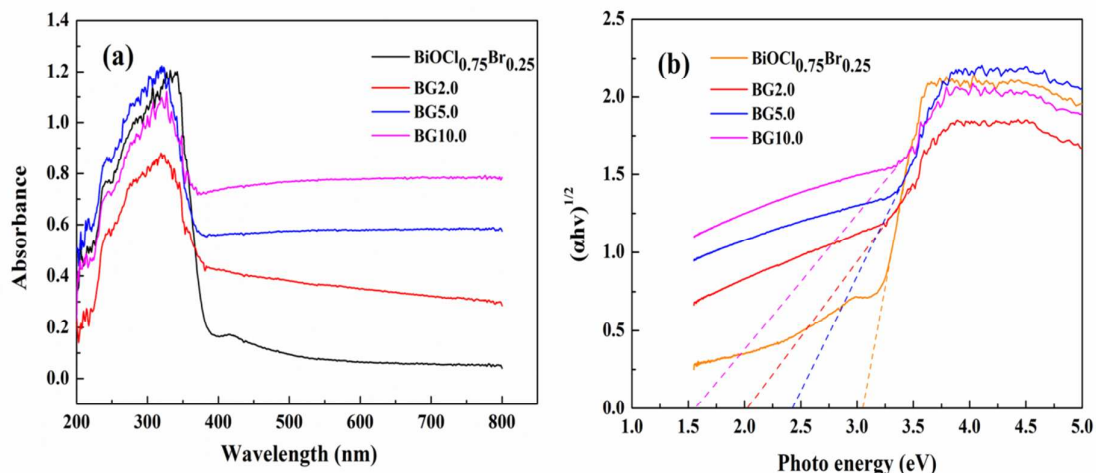 (a)
BiOCl0.75Br0.25
BG2.0
BG5.0
BG10.0
Absorbance
1.4
1.2
1.0
0.8
0.6
0.4
0.2
0.0
200 300 400 500 600 700 800
Wavelength (nm)
(b)
BiOCl0.75Br0.25
BG2.0
BG5.0
BG10.0
(αhv)1/2
2.5
2.0
1.5
1.0
0.5
0.0
1.0 1.5 2.0 2.5 3.0 3.5 4.0 4.5 5.0
Photo energy (eV)